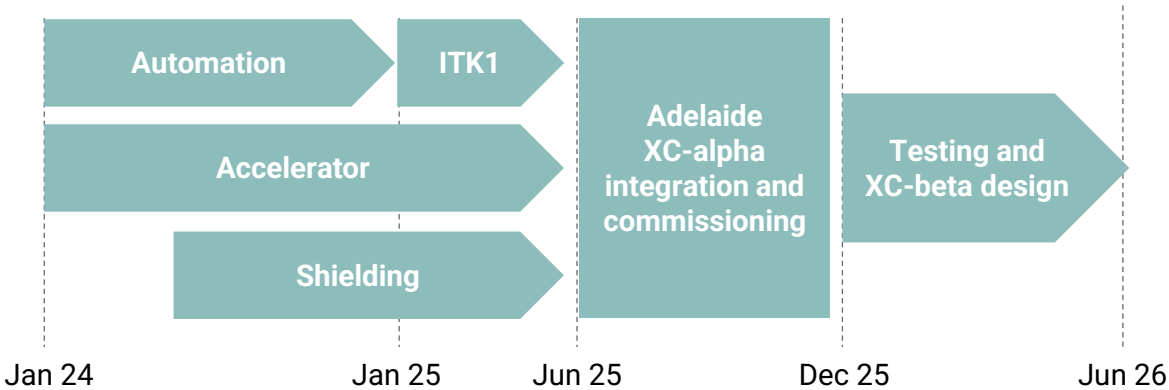 Automation
ITK1
Accelerator
Shielding
Adelaide
XC-alpha
integration and
commissioning
Testing and
XC-beta design
Jan 24
Jan 25
Jun 25
Dec 25
Jun 26